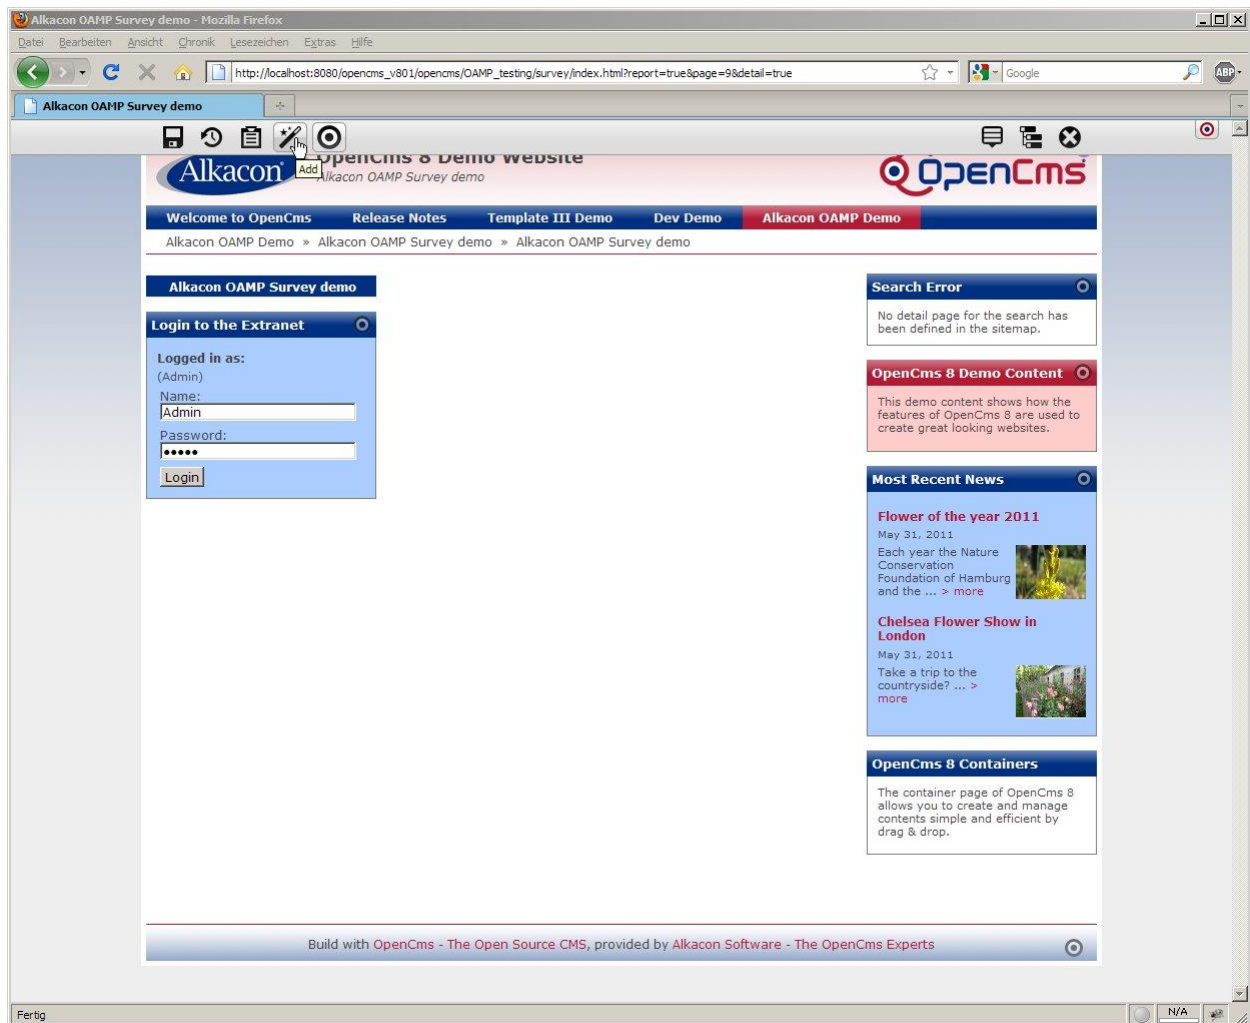 Alkacon OAMP Survey demo - Mozilla Firefox
Datei Bearbeiten Ansicht Chronik Lesezeichen Extras Hilfe
http://localhost:8080/opencms_v801/opencms/OAMP_testing/survey/index.html?report=true&page=9&detail=true
Google
ABP
Alkacon OAMP Survey demo
Add
OpenCms 8 Demo Website
Alkacon
Alkacon OAMP Survey demo
OpenCms
Welcome to OpenCms Release Notes Template III Demo Dev Demo Alkacon OAMP Demo
Alkacon OAMP Demo » Alkacon OAMP Survey demo » Alkacon OAMP Survey demo
Alkacon OAMP Survey demo
Login to the Extranet
Logged in as:
(Admin)
Name:
Admin
Password:
•••••
Login
Search Error
No detail page for the search has
been defined in the sitemap.
OpenCms 8 Demo Content
This demo content shows how the
features of OpenCms 8 are used to
create great looking websites.
Most Recent News
Flower of the year 2011
May 31, 2011
Each year the Nature
Conservation
Foundation of Hamburg
and the ... > more
Chelsea Flower Show in
London
May 31, 2011
Take a trip to the
countryside? ... >
more
OpenCms 8 Containers
The container page of OpenCms 8
allows you to create and manage
contents simple and efficient by
drag & drop.
Build with OpenCms - The Open Source CMS, provided by Alkacon Software - The OpenCms Experts
Fertig
N/A